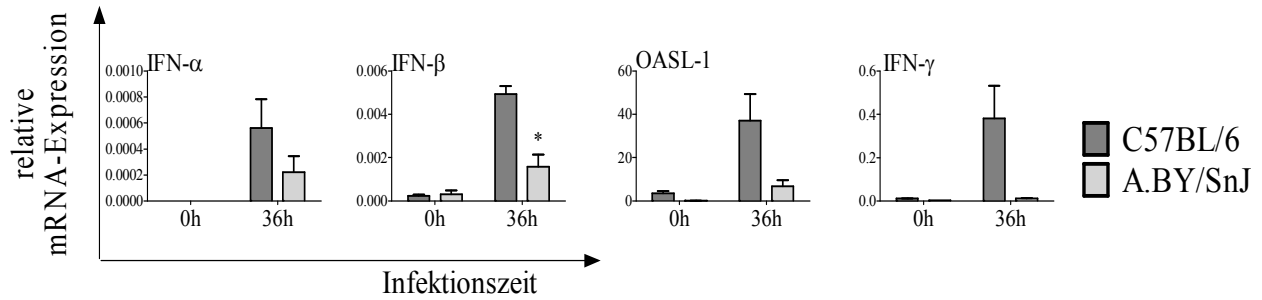 relative
mRNA-Expression
IFN-α
0.0010
0.0008
0.0006
0.0004
0.0002
0.0000
0h 36h
IFN-β
0.006
0.004
0.002
0.000
*
0h 36h
OASL-1
60
40
20
0
0h 36h
IFN-γ
0.6
0.4
0.2
0.0
0h 36h
C57BL/6
A.BY/SnJ
Infektionszeit